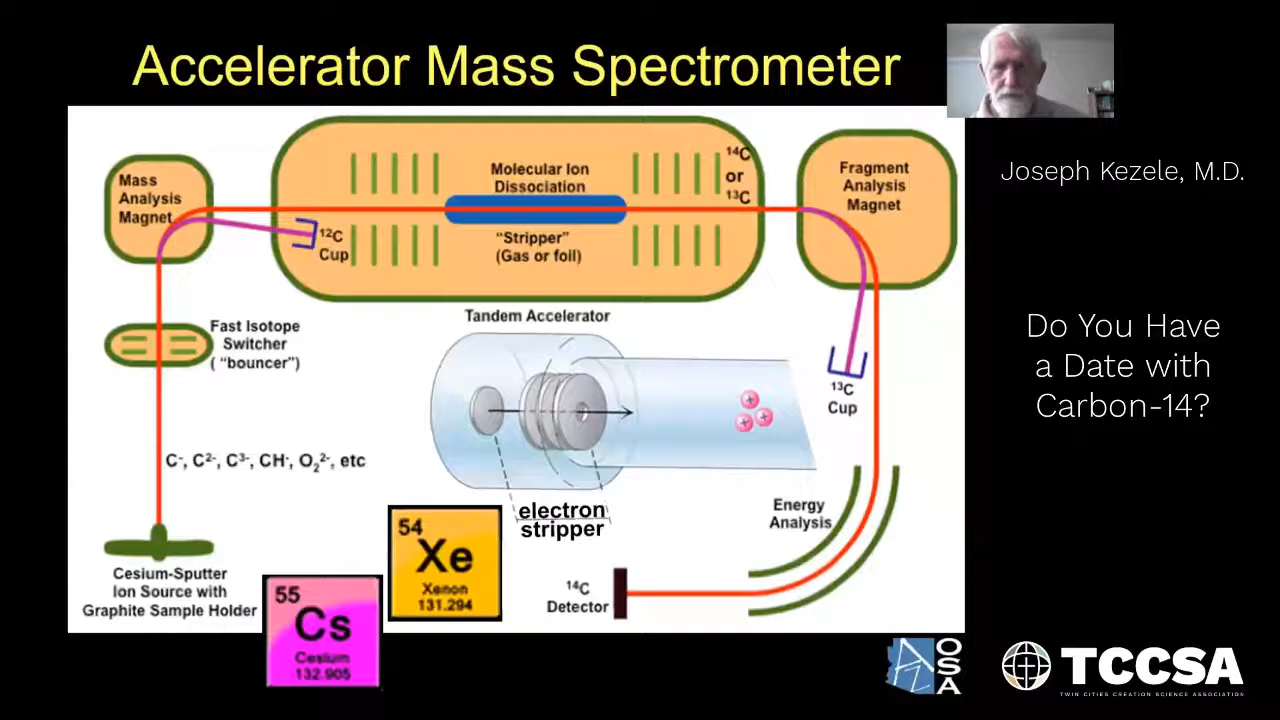 Accelerator Mass Spectrometer
Joseph Kezele, M.D.
Do You Have
a Date with
Carbon-14?
Mass
Analysis
Magnet
¹²C
Cup
Molecular Ion
Dissociation
“Stripper”
(Gas or foil)
¹⁴C
or
¹³C
Fragment
Analysis
Magnet
Tandem Accelerator
Fast Isotope
Switcher
( “bouncer”)
¹³C
Cup
C⁻, C²⁻, C³⁻, CH⁻, O₂²⁻, etc
electron
stripper
Energy
Analysis
Cesium-Sputter
Ion Source with
Graphite Sample Holder
54
Xe
Xenon
131.294
55
Cs
Cesium
132.905
¹⁴C
Detector
AZ
OSA
TCCSA
TWIN CITIES CREATION SCIENCE ASSOCIATION